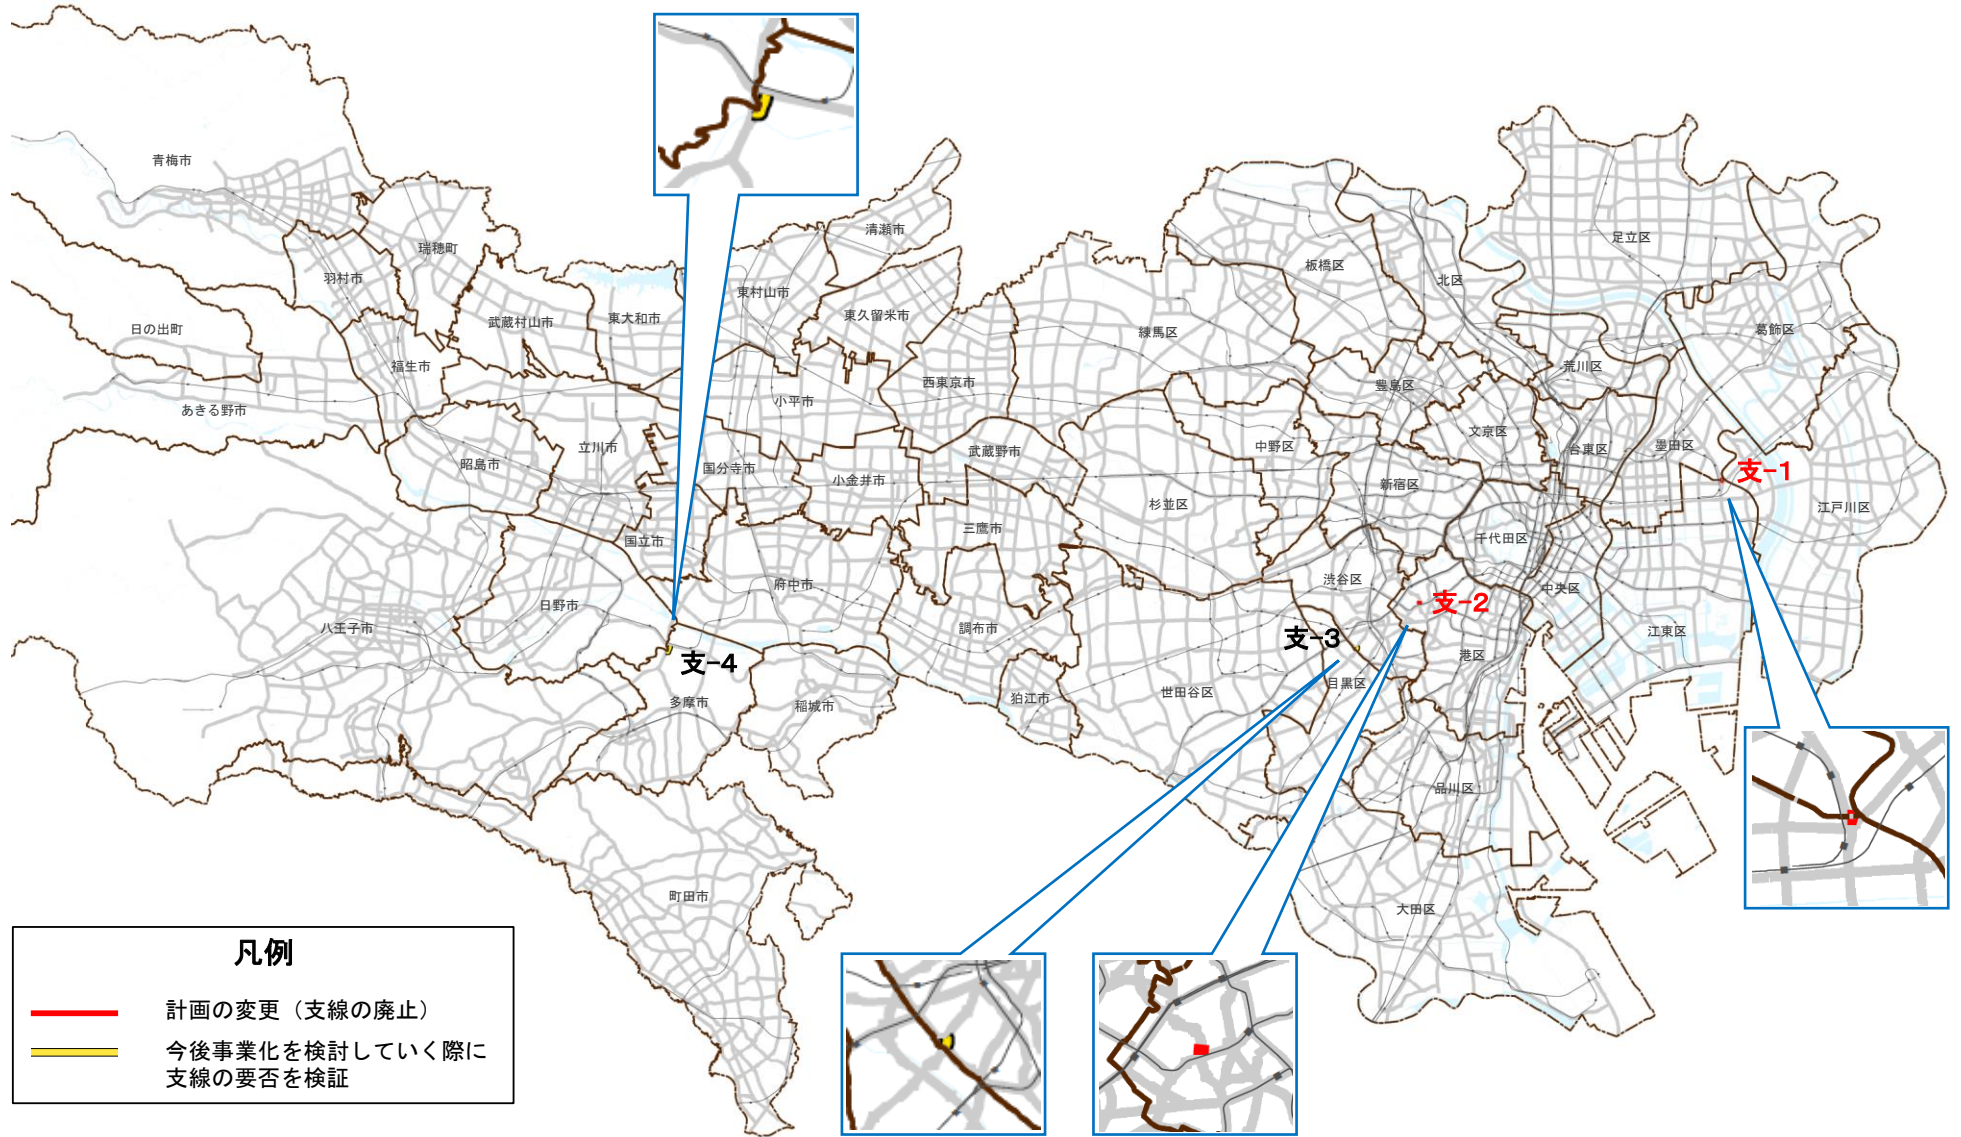 青梅市
瑞穂町
羽村市
日の出町
武蔵村山市
東大和市
東村山市
清瀬市
東久留米市
福生市
あきる野市
西東京市
小平市
昭島市
立川市
国分寺市
小金井市
武蔵野市
三鷹市
国立市
府中市
日野市
八王子市
調布市
狛江市
多摩市
稲城市
町田市
板橋区
北区
足立区
葛飾区
練馬区
荒川区
豊島区
文京区
台東区
墨田区
中野区
新宿区
杉並区
千代田区
江戸川区
渋谷区
中央区
江東区
港区
世田谷区
目黒区
品川区
大田区
支-1
支-2
支-3
支-4
凡例
計画の変更（支線の廃止）
今後事業化を検討していく際に
支線の要否を検証